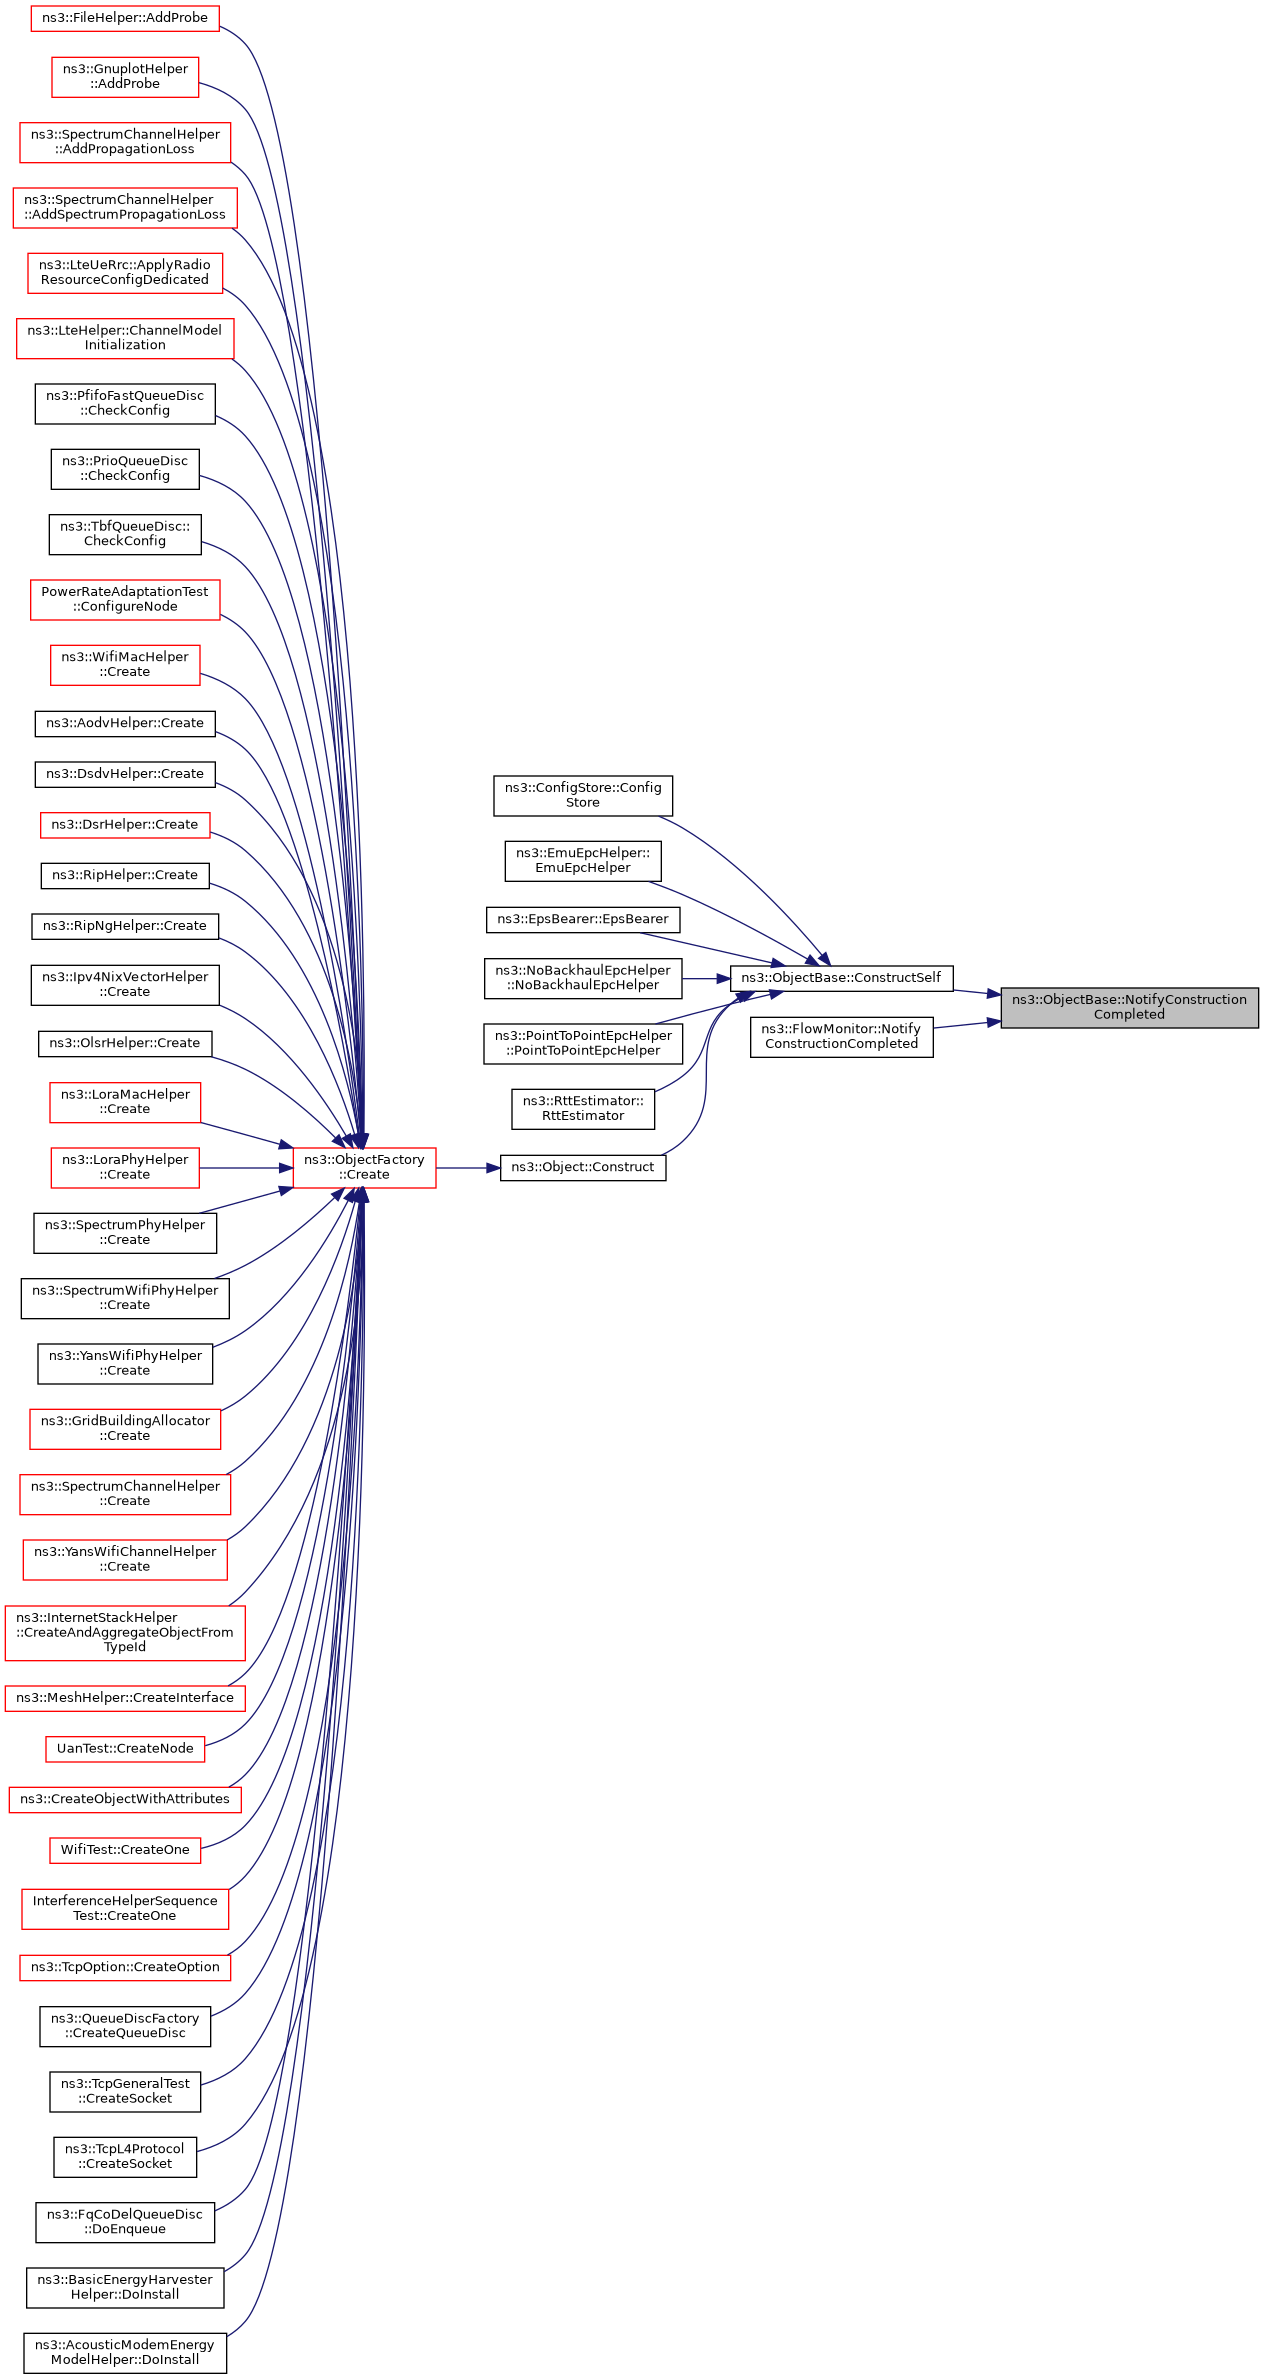 ns3::FileHelper::AddProbe
ns3::GnuplotHelper
::AddProbe
ns3::SpectrumChannelHelper
::AddPropagationLoss
ns3::SpectrumChannelHelper
::AddSpectrumPropagationLoss
ns3::LteUeRrc::ApplyRadio
ResourceConfigDedicated
ns3::LteHelper::ChannelModel
Initialization
ns3::PfifoFastQueueDisc
::CheckConfig
ns3::PrioQueueDisc
::CheckConfig
ns3::TbfQueueDisc::
CheckConfig
PowerRateAdaptationTest
::ConfigureNode
ns3::WifiMacHelper
::Create
ns3::AodvHelper::Create
ns3::DsdvHelper::Create
ns3::DsrHelper::Create
ns3::RipHelper::Create
ns3::RipNgHelper::Create
ns3::Ipv4NixVectorHelper
::Create
ns3::OlsrHelper::Create
ns3::LoraMacHelper
::Create
ns3::LoraPhyHelper
::Create
ns3::SpectrumPhyHelper
::Create
ns3::SpectrumWifiPhyHelper
::Create
ns3::YansWifiPhyHelper
::Create
ns3::GridBuildingAllocator
::Create
ns3::SpectrumChannelHelper
::Create
ns3::YansWifiChannelHelper
::Create
ns3::InternetStackHelper
::CreateAndAggregateObjectFrom
TypeId
ns3::MeshHelper::CreateInterface
UanTest::CreateNode
ns3::CreateObjectWithAttributes
WifiTest::CreateOne
InterferenceHelperSequence
Test::CreateOne
ns3::TcpOption::CreateOption
ns3::QueueDiscFactory
::CreateQueueDisc
ns3::TcpGeneralTest
::CreateSocket
ns3::TcpL4Protocol
::CreateSocket
ns3::FqCoDelQueueDisc
::DoEnqueue
ns3::BasicEnergyHarvester
Helper::DoInstall
ns3::AcousticModemEnergy
ModelHelper::DoInstall
ns3::ObjectFactory
::Create
ns3::ConfigStore::Config
Store
ns3::EmuEpcHelper::
EmuEpcHelper
ns3::EpsBearer::EpsBearer
ns3::NoBackhaulEpcHelper
::NoBackhaulEpcHelper
ns3::PointToPointEpcHelper
::PointToPointEpcHelper
ns3::RttEstimator::
RttEstimator
ns3::Object::Construct
ns3::ObjectBase::ConstructSelf
ns3::FlowMonitor::Notify
ConstructionCompleted
ns3::ObjectBase::NotifyConstruction
Completed